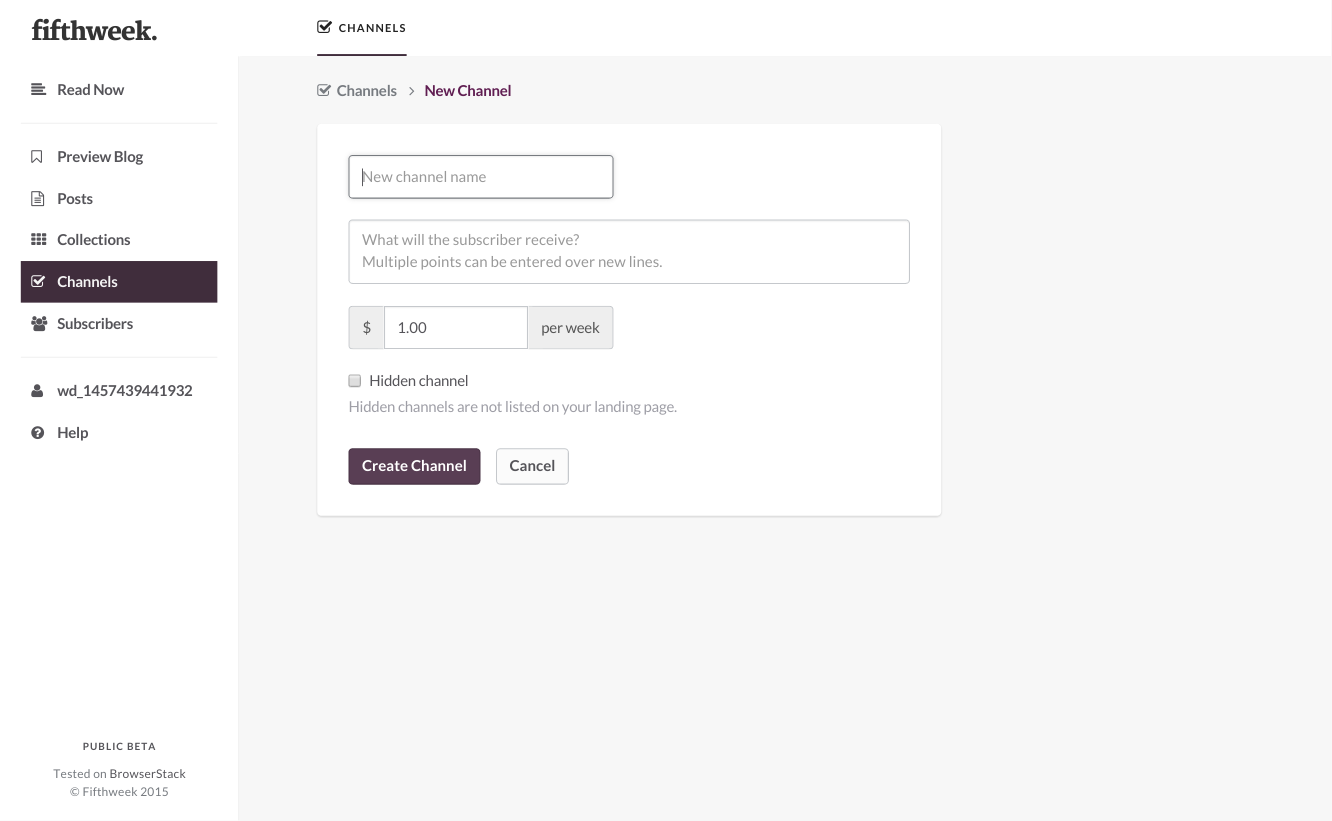 fifthweek.
CHANNELS
Read Now
Preview Blog
Posts
Collections
Channels
Subscribers
wd_1457439441932
Help
PUBLIC BETA
Tested on BrowserStack
© Fifthweek 2015
Channels > New Channel
New channel name
What will the subscriber receive?
Multiple points can be entered over new lines.
$ 1.00 per week
Hidden channel
Hidden channels are not listed on your landing page.
Create Channel Cancel